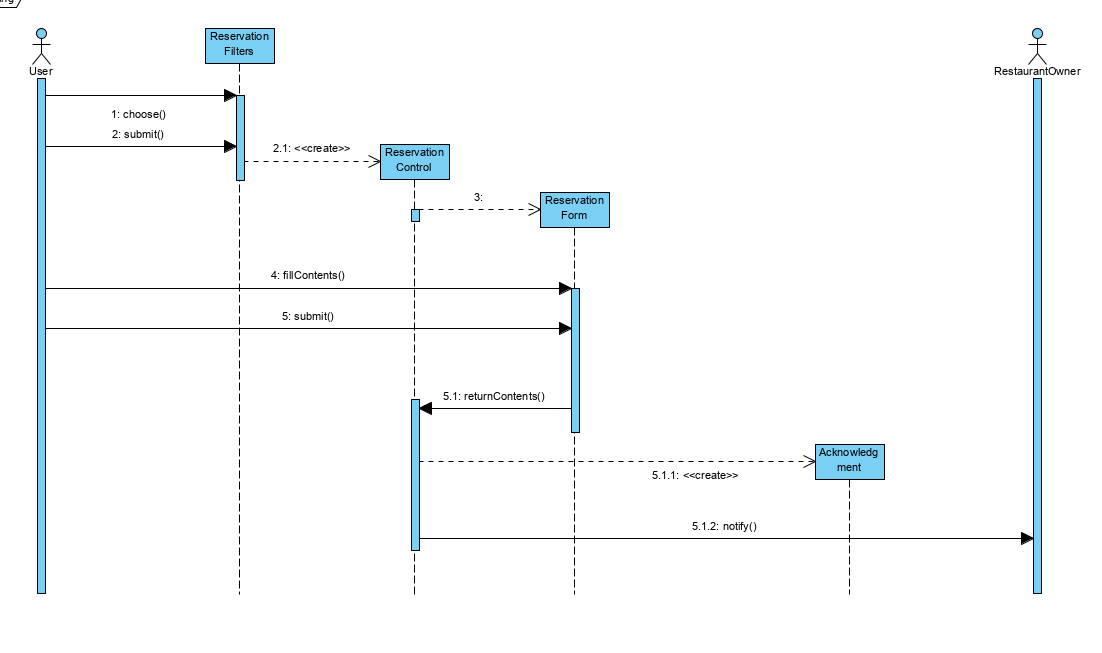 Reservation
Filters
User
RestaurantOwner
1: choose()
2: submit()
2.1: <<create>>
Reservation
Control
3:
Reservation
Form
4: fillContents()
5: submit()
5.1: returnContents()
Acknowledg
ment
5.1.1: <<create>>
5.1.2: notify()